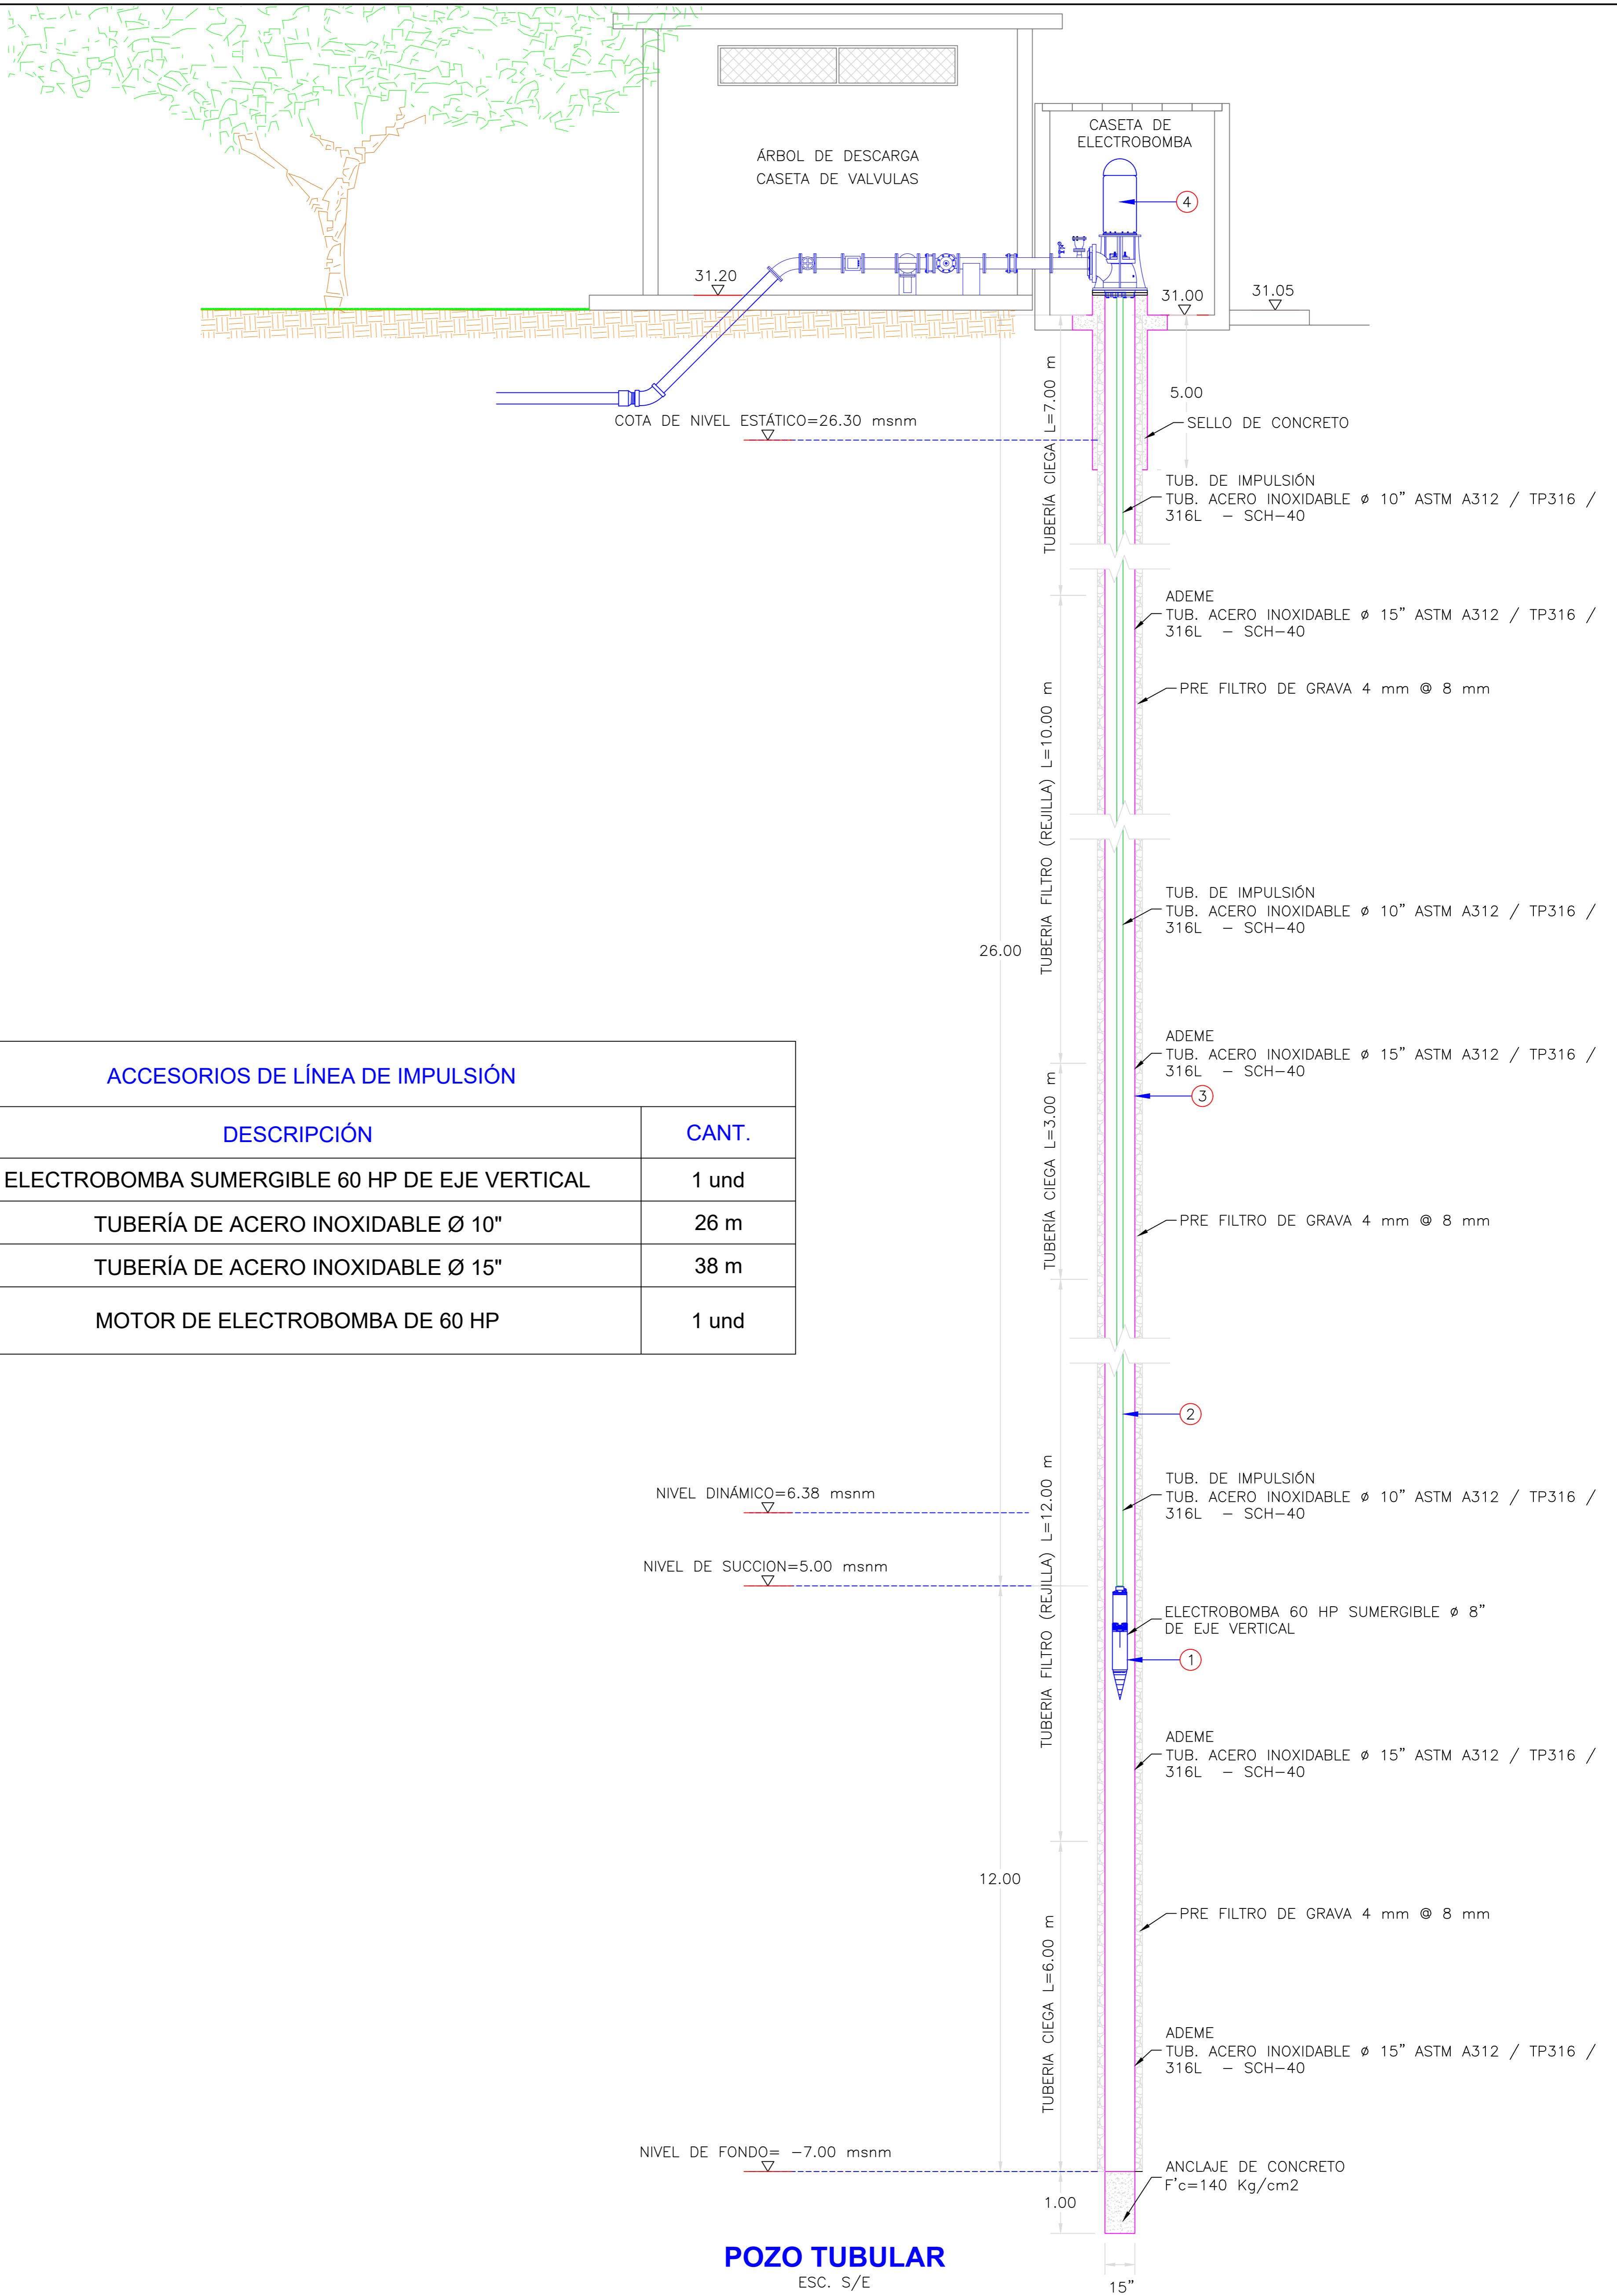 CASETA DE
ELECTROBOMBA
ÁRBOL DE DESCARGA
CASETA DE VALVULAS
4
31.20
31.00
31.05
5.00
TUBERÍA CIEGA L=7.00 m
COTA DE NIVEL ESTÁTICO=26.30 msnm
SELLO DE CONCRETO
TUB. DE IMPULSIÓN
TUB. ACERO INOXIDABLE ø 10" ASTM A312 / TP316 /
316L - SCH-40
ADEME
TUB. ACERO INOXIDABLE ø 15" ASTM A312 / TP316 /
316L - SCH-40
PRE FILTRO DE GRAVA 4 mm @ 8 mm
TUBERIA FILTRO (REJILLA) L=10.00 m
26.00
TUB. DE IMPULSIÓN
TUB. ACERO INOXIDABLE ø 10" ASTM A312 / TP316 /
316L - SCH-40
ADEME
TUB. ACERO INOXIDABLE ø 15" ASTM A312 / TP316 /
316L - SCH-40
3
TUBERÍA CIEGA L=3.00 m
PRE FILTRO DE GRAVA 4 mm @ 8 mm
ACCESORIOS DE LÍNEA DE IMPULSIÓN
DESCRIPCIÓN CANT.
ELECTROBOMBA SUMERGIBLE 60 HP DE EJE VERTICAL 1 und
TUBERÍA DE ACERO INOXIDABLE Ø 10" 26 m
TUBERÍA DE ACERO INOXIDABLE Ø 15" 38 m
MOTOR DE ELECTROBOMBA DE 60 HP 1 und
2
NIVEL DINÁMICO=6.38 msnm
TUB. DE IMPULSIÓN
TUB. ACERO INOXIDABLE ø 10" ASTM A312 / TP316 /
316L - SCH-40
NIVEL DE SUCCION=5.00 msnm
TUBERIA FILTRO (REJILLA) L=12.00 m
ELECTROBOMBA 60 HP SUMERGIBLE ø 8"
DE EJE VERTICAL
1
ADEME
TUB. ACERO INOXIDABLE ø 15" ASTM A312 / TP316 /
316L - SCH-40
12.00
PRE FILTRO DE GRAVA 4 mm @ 8 mm
TUBERIA CIEGA L=6.00 m
ADEME
TUB. ACERO INOXIDABLE ø 15" ASTM A312 / TP316 /
316L - SCH-40
NIVEL DE FONDO= -7.00 msnm
ANCLAJE DE CONCRETO
F'c=140 Kg/cm2
1.00
POZO TUBULAR
ESC. S/E
15"